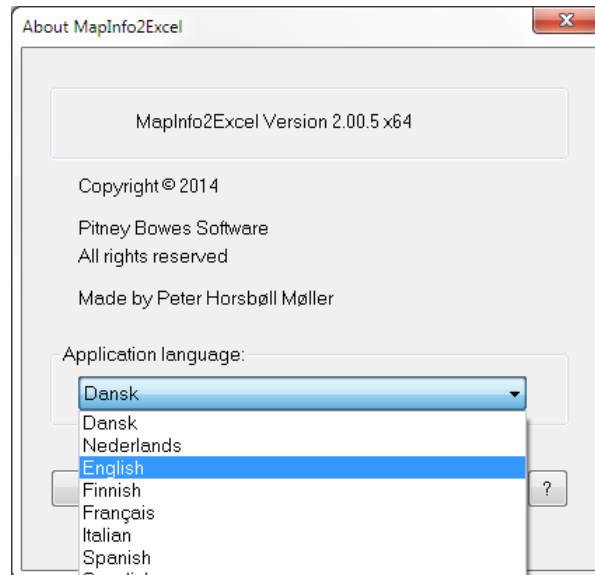 About MapInfo2Excel
MapInfo2Excel Version 2.00.5 x64
Copyright © 2014
Pitney Bowes Software
All rights reserved
Made by Peter Horsbøll Møller
Application language:
Dansk
Dansk
Nederlands
English
Finnish
?
Français
Italian
Spanish